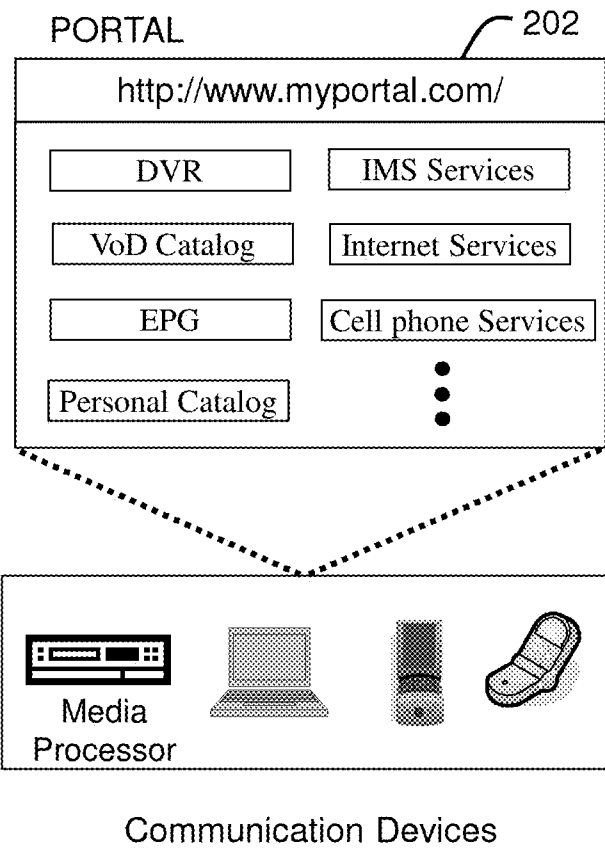 PORTAL
202
http://www.myportal.com/
DVR
IMS Services
VoD Catalog
Internet Services
EPG
Cell phone Services
Personal Catalog
Media
Processor
Communication Devices